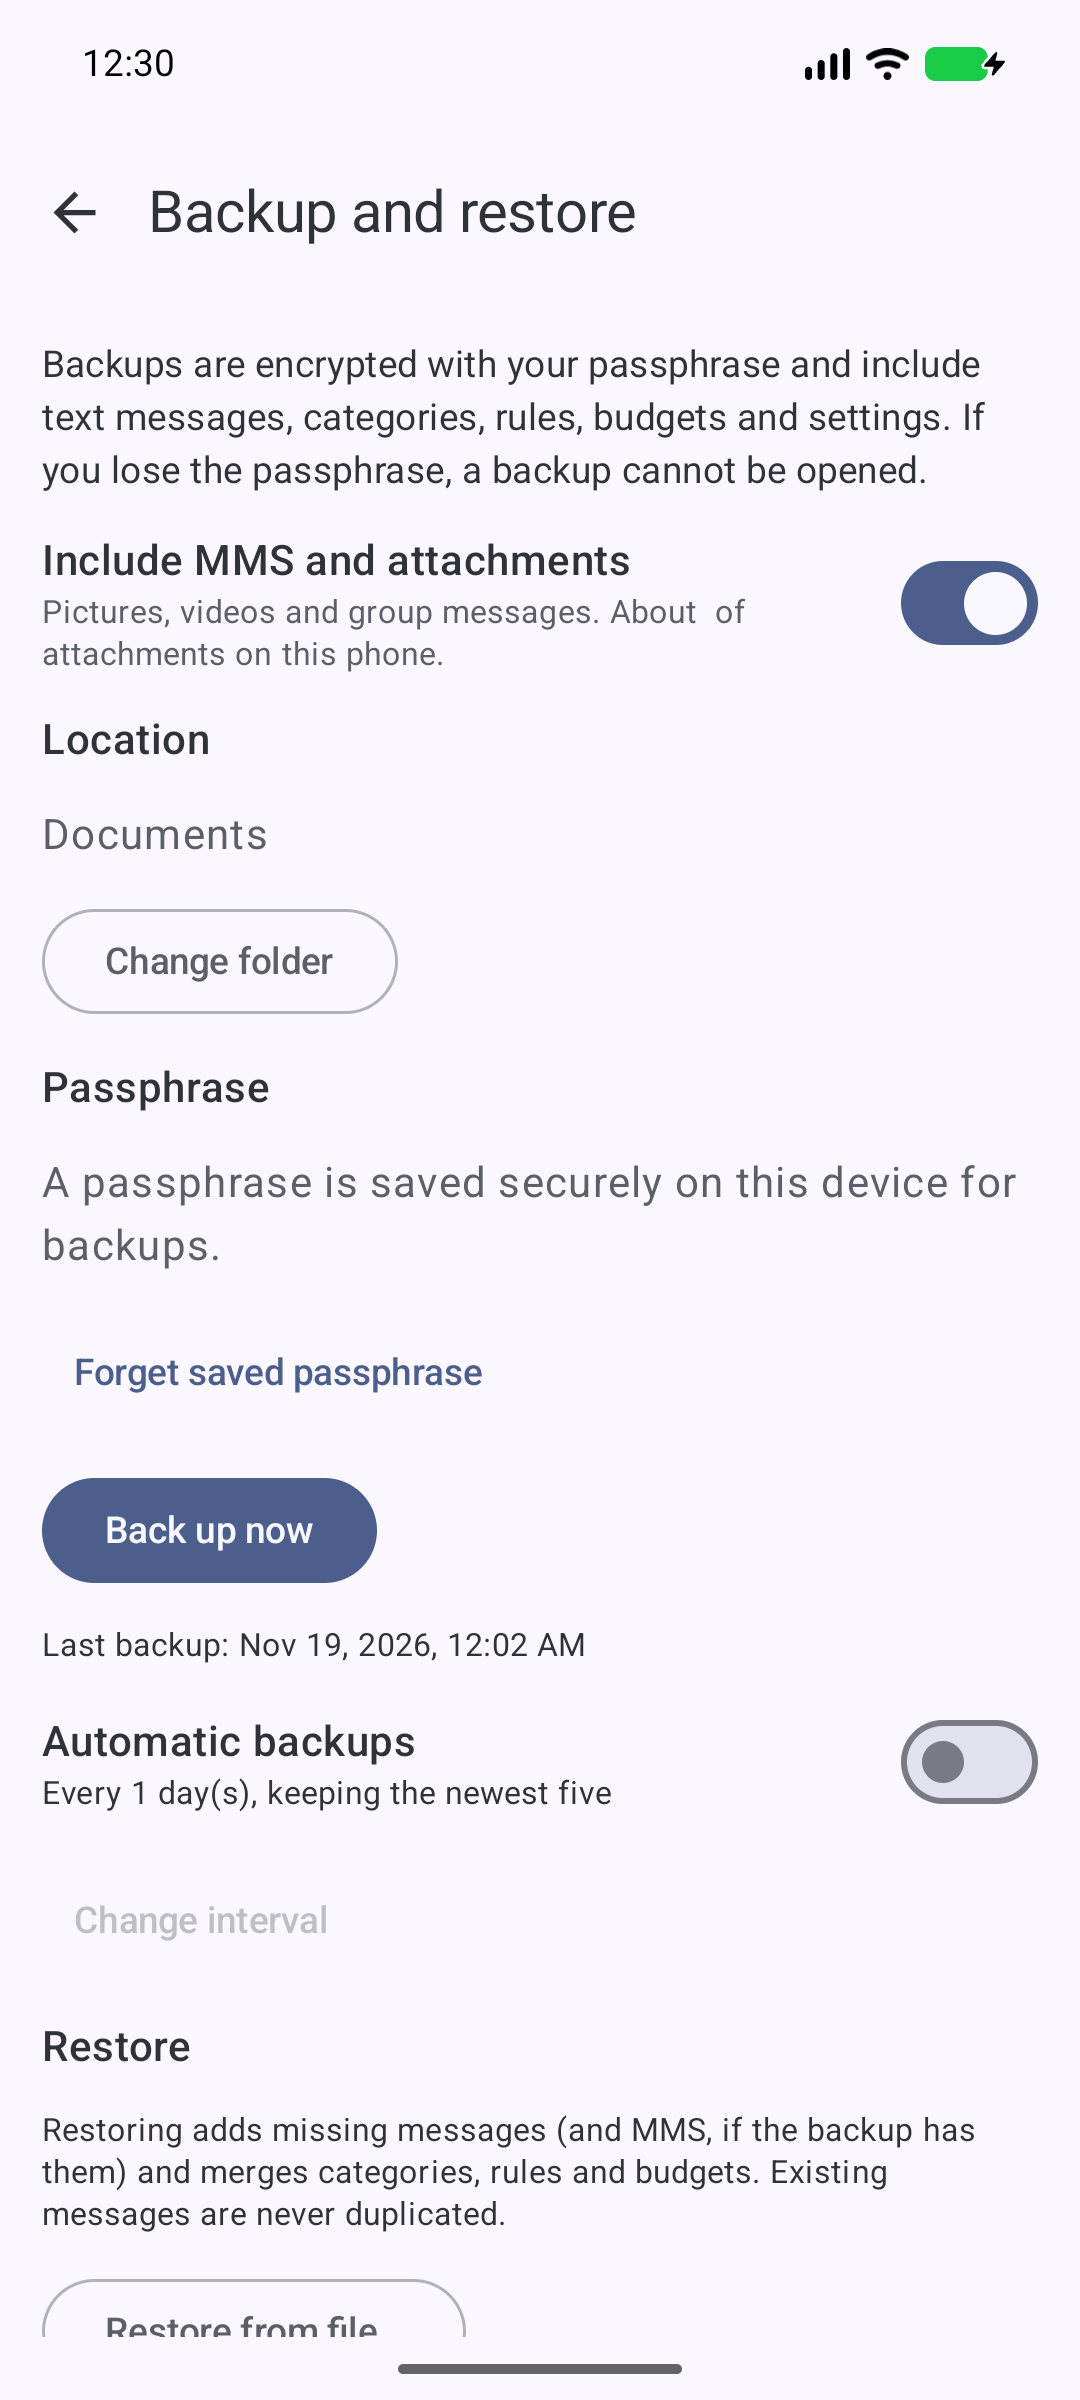 12:30
Backup and restore
Backups are encrypted with your passphrase and include
text messages, categories, rules, budgets and settings. If
you lose the passphrase, a backup cannot be opened.
Include MMS and attachments
Pictures, videos and group messages. About  of
attachments on this phone.
Location
Documents
Change folder
Passphrase
A passphrase is saved securely on this device for
backups.
Forget saved passphrase
Back up now
Last backup: Nov 19, 2026, 12:02 AM
Automatic backups
Every 1 day(s), keeping the newest five
Change interval
Restore
Restoring adds missing messages (and MMS, if the backup has
them) and merges categories, rules and budgets. Existing
messages are never duplicated.
Restore from file